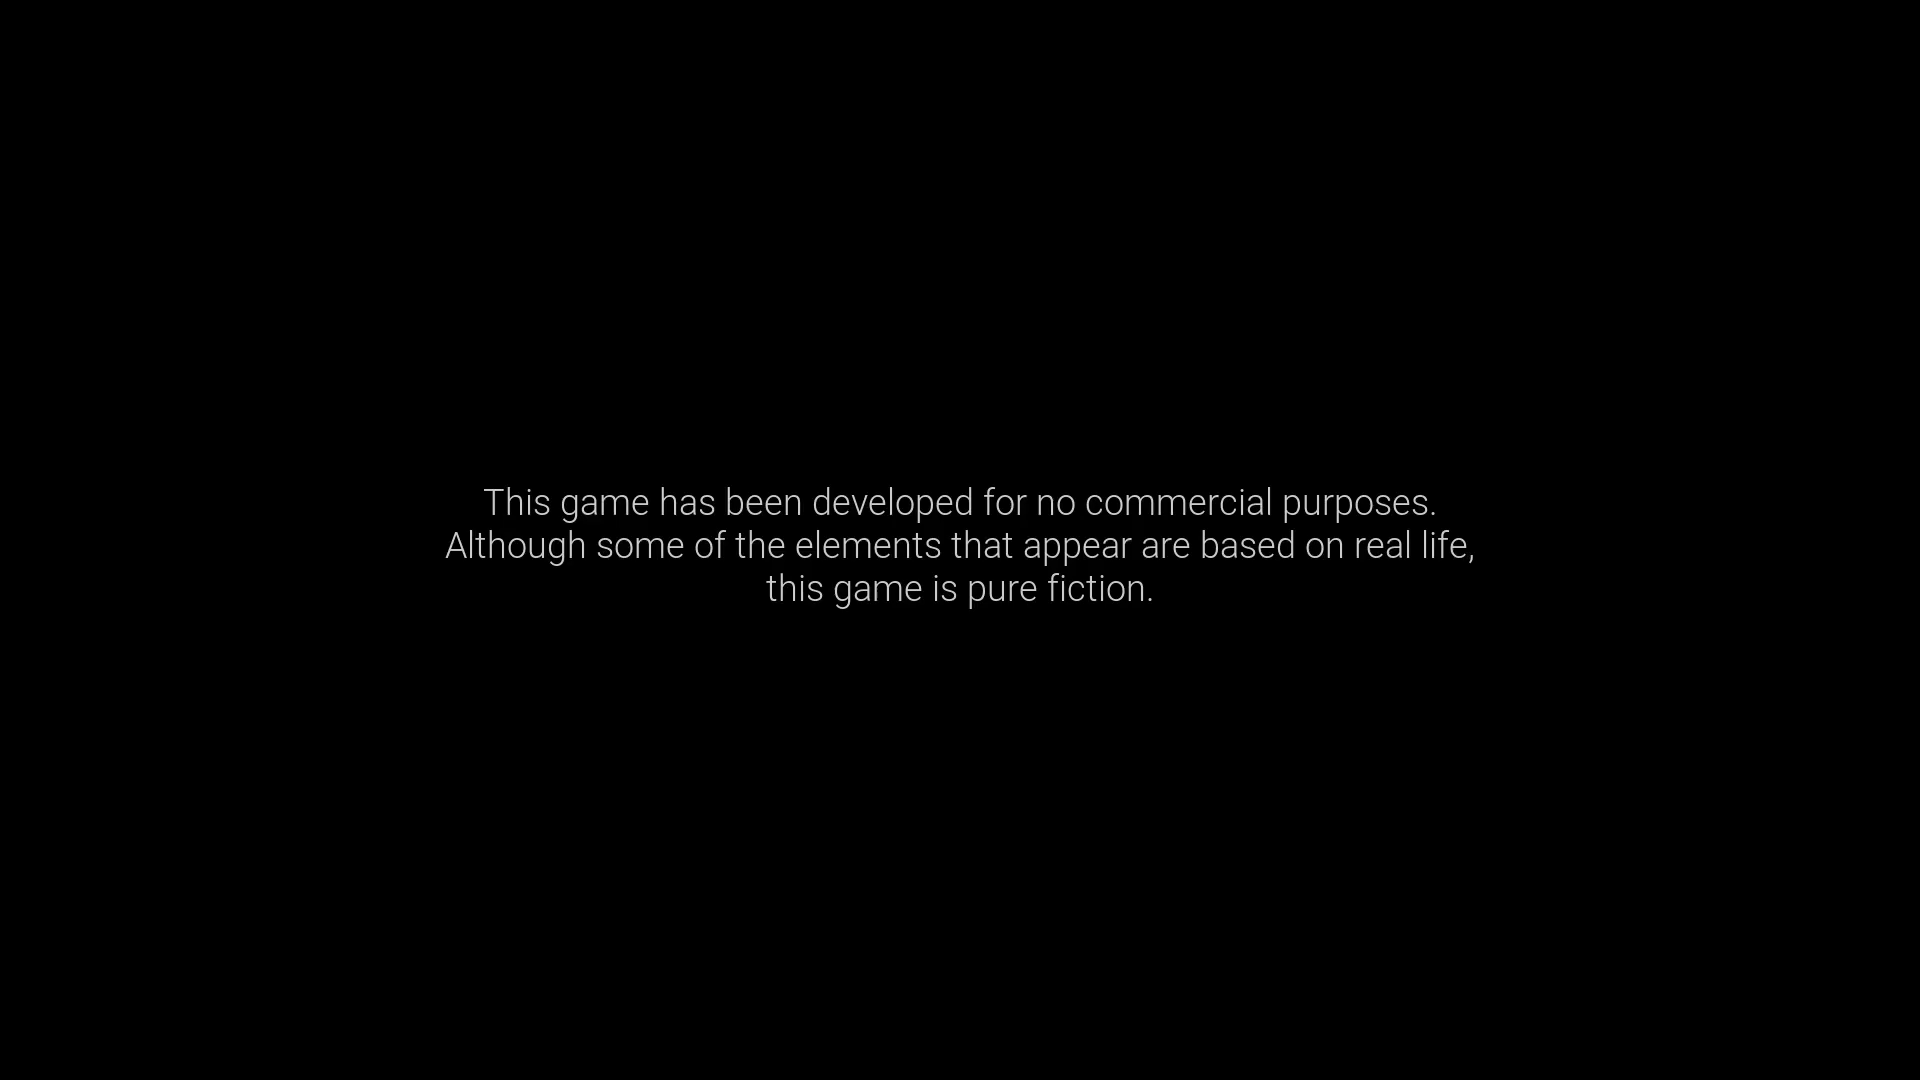 This game has been developed for no commercial purposes.
Although some of the elements that appear are based on real life,
this game is pure fiction.